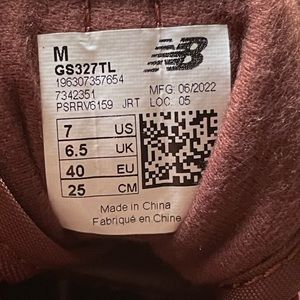 M
GS327TL
196307357654
7342351
PSRRV6159 JRT
MFG: 06/2022
LOC: 05
NB
7 US
6.5 UK
40 EU
25 CM
Made in China
Fabriqué en Chine